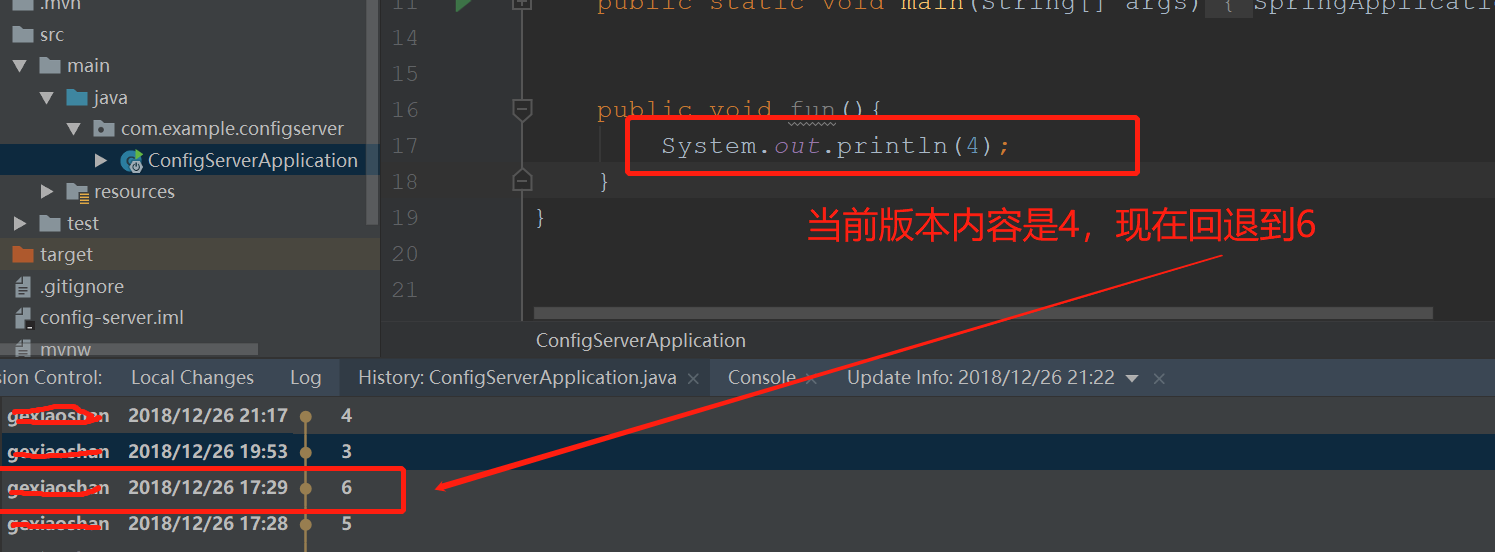 .mvn
src
main
java
com.example.configserver
ConfigServerApplication
resources
test
target
.gitignore
config-server.iml
mvnw
11 public static void main(String[] args) { SpringApplicatio
14
15
16 public void fun(){
17 System.out.println(4);
18 }
19 }
20
21
当前版本内容是4，现在回退到6
ConfigServerApplication
sion Control: Local Changes Log History: ConfigServerApplication.java × Console × Update Info: 2018/12/26 21:22 ×
gexiaoshan 2018/12/26 21:17 4
gexiaoshan 2018/12/26 19:53 3
gexiaoshan 2018/12/26 17:29 6
gexiaoshan 2018/12/26 17:28 5